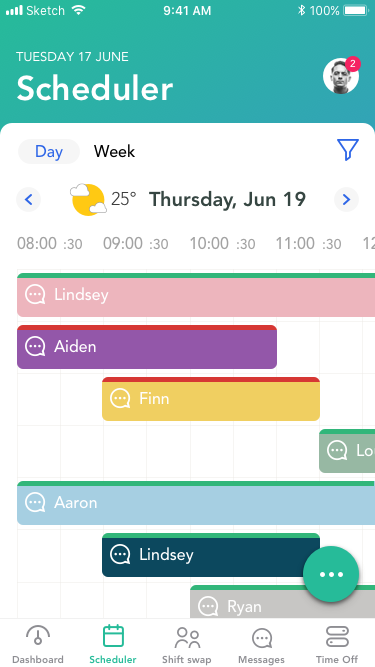 Sketch 9:41 AM 100%
TUESDAY 17 JUNE
Scheduler
2
Day Week
25° Thursday, Jun 19
08:00 :30 09:00 :30 10:00 :30 11:00 :30 12
Lindsey
Aiden
Finn
Lou
Aaron
Lindsey
Ryan
Dashboard Scheduler Shift swap Messages Time Off